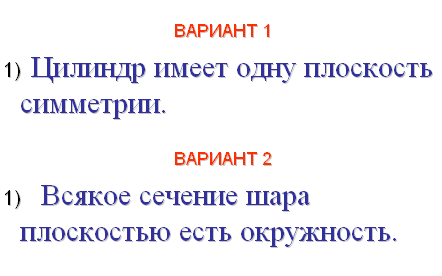 ВАРИАНТ 1
1) Цилиндр имеет одну плоскость
симметрии.
ВАРИАНТ 2
1) Всякое сечение шара
плоскостью есть окружность.